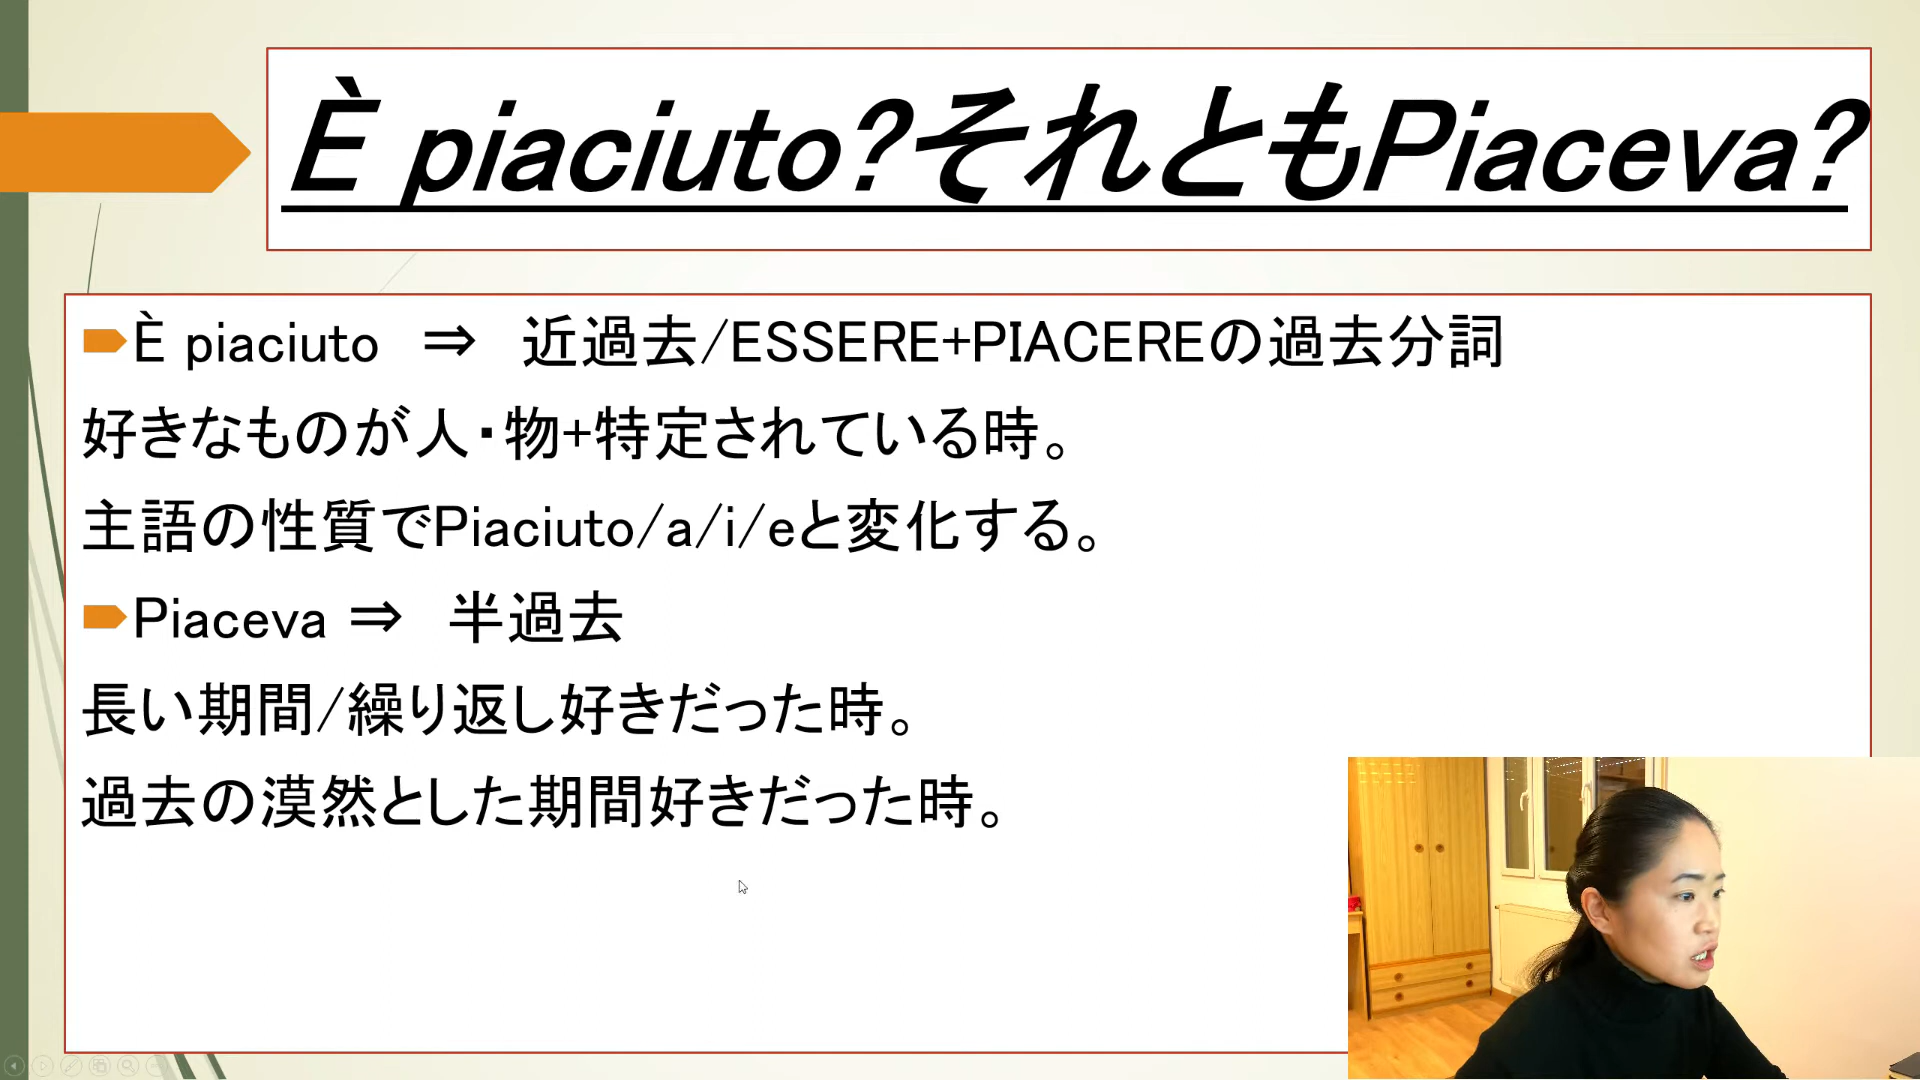 È piaciuto?それともPiaceva?
È piaciuto ⇒ 近過去/ESSERE+PIACEREの過去分詞
好きなものが人・物+特定されている時。
主語の性質でPiaciuto/a/i/eと変化する。
Piaceva ⇒ 半過去
長い期間/繰り返し好きだった時。
過去の漠然とした期間好きだった時。